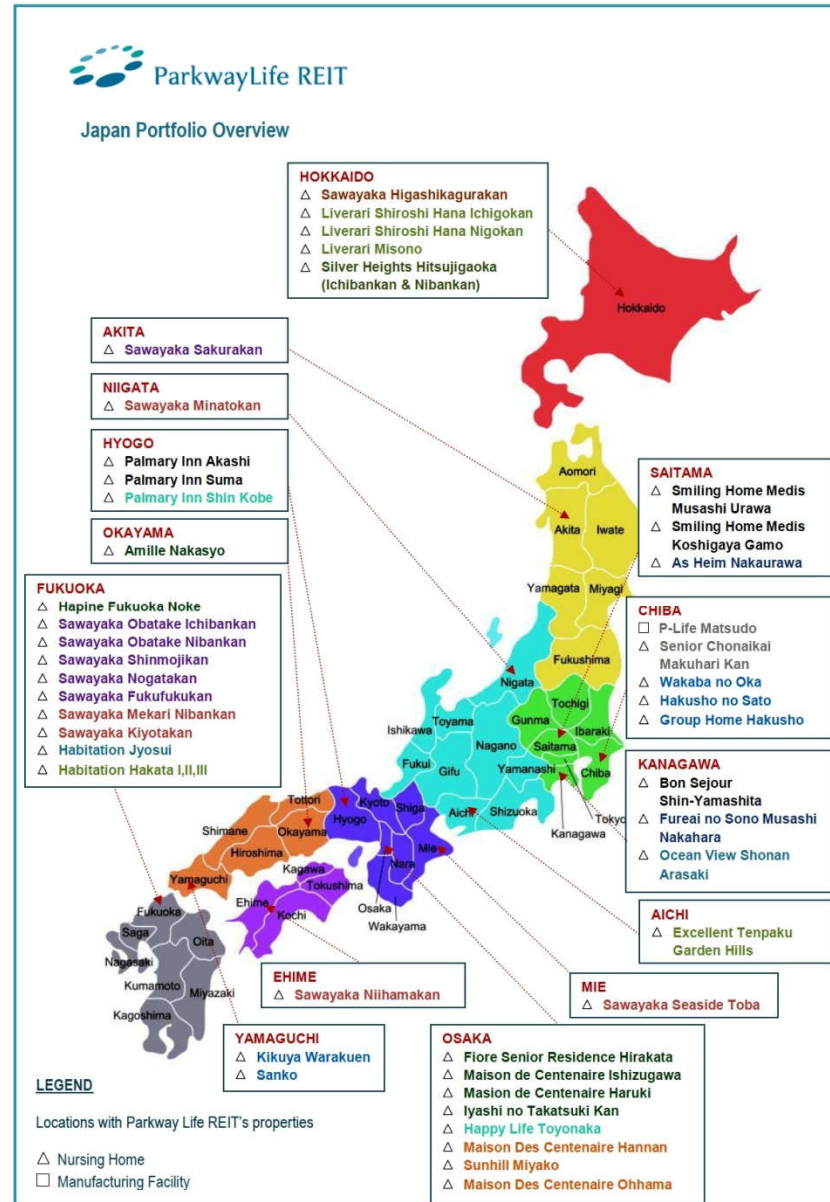 ParkwayLife REIT
Japan Portfolio Overview
HOKKAIDO
△ Sawayaka Higashikagurakan
△ Liverari Shiroshi Hana Ichigokan
△ Liverari Shiroshi Hana Nigokan
△ Liverari Misono
△ Silver Heights Hitsujigaoka
(Ichibankan & Nibankan)
AKITA
△ Sawayaka Sakurakan
NIIGATA
△ Sawayaka Minatokan
HYOGO
△ Palmary Inn Akashi
△ Palmary Inn Suma
△ Palmary Inn Shin Kobe
OKAYAMA
△ Amille Nakasyo
FUKUOKA
△ Hapine Fukuoka Noke
△ Sawayaka Obatake Ichibankan
△ Sawayaka Obatake Nibankan
△ Sawayaka Shinmojikan
△ Sawayaka Nogatakan
△ Sawayaka Fukufukukan
△ Sawayaka Mekari Nibankan
△ Sawayaka Kiyotakan
△ Habitation Jyosui
△ Habitation Hakata I,II,III
SAITAMA
△ Smiling Home Medis
Musashi Urawa
△ Smiling Home Medis
Koshigaya Gamo
△ As Heim Nakaurawa
CHIBA
□ P-Life Matsudo
△ Senior Chonaikai
Makuhari Kan
△ Wakaba no Oka
△ Hakusho no Sato
△ Group Home Hakusho
KANAGAWA
△ Bon Sejour
Shin-Yamashita
△ Fureai no Sono Musashi
Nakahara
△ Ocean View Shonan
Arasaki
AICHI
△ Excellent Tenpaku
Garden Hills
MIE
△ Sawayaka Seaside Toba
EHIME
△ Sawayaka Niihamakan
YAMAGUCHI
△ Kikuya Warakuen
△ Sanko
OSAKA
△ Fiore Senior Residence Hirakata
△ Maison de Centenaire Ishizugawa
△ Masion de Centenaire Haruki
△ Iyashi no Takatsuki Kan
△ Happy Life Toyonaka
△ Maison Des Centenaire Hannan
△ Sunhill Miyako
△ Maison Des Centenaire Ohhama
Hokkaido
Aomori
Akita
Iwate
Yamagata
Miyagi
Fukushima
Nigata
Tochigi
Gunma
Ibaraki
Saitama
Chiba
Tokyo
Kanagawa
Ishikawa
Toyama
Nagano
Fukui
Gifu
Yamanashi
Aichi
Shizuoka
Kyoto
Shiga
Hyogo
Mie
Nara
Osaka
Wakayama
Tottori
Shimane
Okayama
Hiroshima
Yamaguchi
Kagawa
Tokushima
Ehime
Kochi
Fukuoka
Saga
Oita
Nagasaki
Kumamoto
Miyazaki
Kagoshima
LEGEND
Locations with Parkway Life REIT's properties
△ Nursing Home
□ Manufacturing Facility